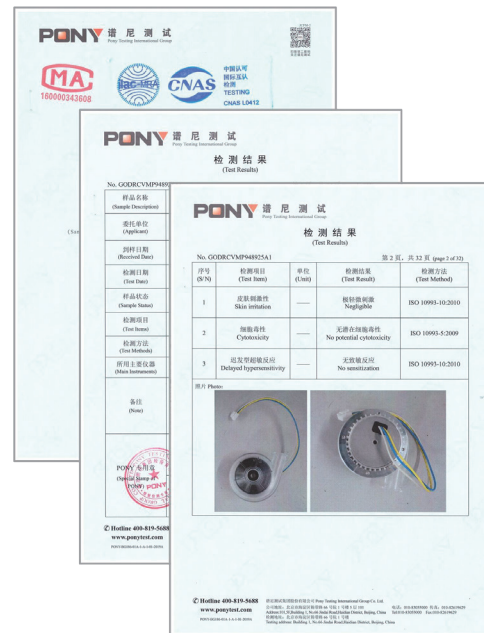 PONY 谱尼测试
Pony Testing International Group
MA
160000343608
ilac-MRA
CNAS
中国认可
国际互认
检测
TESTING
CNAS L0412
PONY 谱尼测试
Pony Testing International Group
检测结果
(Test Results)
No. GODRCVMP94892
样品名称
(Sample Description)
委托单位
(Applicant)
到样日期
(Received Date)
检测日期
(Test Date)
样品状态
(Sample Status)
检测项目
(Test Items)
检测方法
(Test Methods)
所用主要仪器
(Main Instruments)
备注
(Note)
PONY 专用章
(Special Stamp of PONY)
✆ Hotline 400-819-5688
www.ponytest.com
PONY 谱尼测试
Pony Testing International Group
检测结果
(Test Results)
No. GODRCVMP948925A1 第 2 页，共 32 页 (page 2 of 32)
序号 检测项目 单位 检测结果 检测方法
(S/N) (Test Item) (Unit) (Test Result) (Test Method)
1 皮肤刺激性 —— 极轻微刺激 ISO 10993-10:2010
Skin irritation Negligible
2 细胞毒性 —— 无潜在细胞毒性 ISO 10993-5:2009
Cytotoxicity No potential cytotoxicity
3 迟发型超敏反应 —— 无致敏反应 ISO 10993-10:2010
Delayed hypersensitivity No sensitization
照片 Photo:
✆ Hotline 400-819-5688
www.ponytest.com